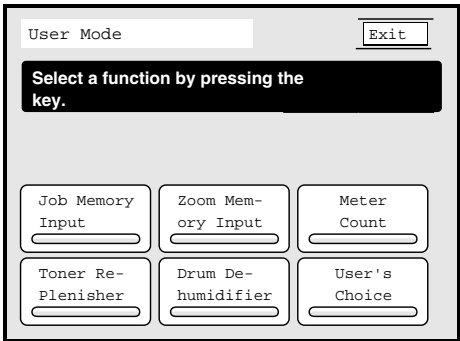 User Mode
Exit
Select a function by pressing the
key.
Job Memory
Input
Zoom Mem-
ory Input
Meter
Count
Toner Re-
Plenisher
Drum De-
humidifier
User's
Choice